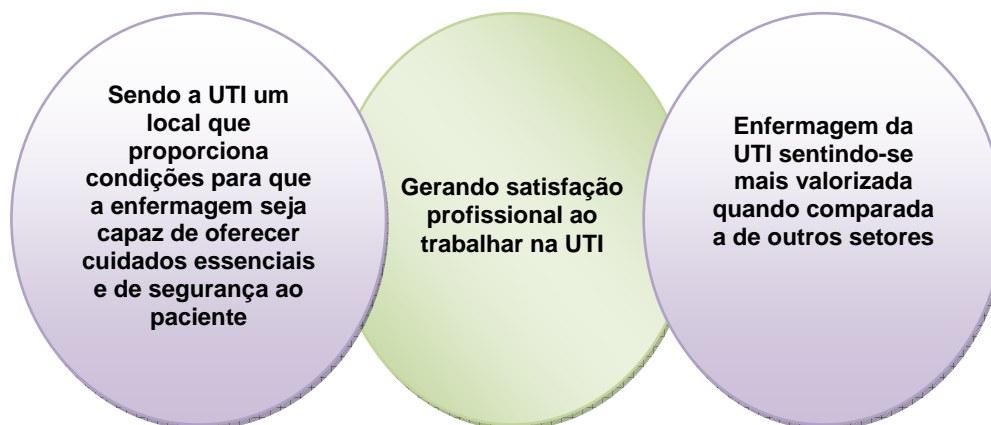 Sendo a UTI um
local que
proporciona
condições para que
a enfermagem seja
capaz de oferecer
cuidados essenciais
e de segurança ao
paciente
Gerando satisfação
profissional ao
trabalhar na UTI
Enfermagem da
UTI sentindo-se
mais valorizada
quando comparada
a de outros setores